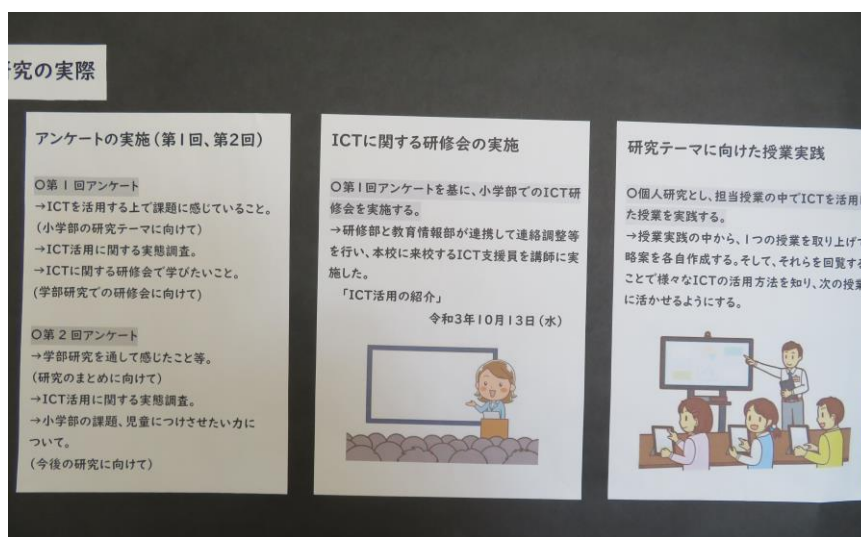 究の実際
アンケートの実施(第1回、第2回)
〇第1回アンケート
→ICTを活用する上で課題に感じていること。
(小学部の研究テーマに向けて)
→ICT活用に関する実態調査。
→ICTに関する研修会で学びたいこと。
(学部研究での研修会に向けて)
〇第2回アンケート
→学部研究を通して感じたこと等。
(研究のまとめに向けて)
→ICT活用に関する実態調査。
→小学部の課題、児童につけさせたい力に
ついて。
(今後の研究に向けて)
ICTに関する研修会の実施
〇第1回アンケートを基に、小学部でのICT研
修会を実施する。
→研修部と教育情報部が連携して連絡調整等
を行い、本校に来校するICT支援員を講師に実
施した。
「ICT活用の紹介」
令和3年10月13日(水)
研究テーマに向けた授業実践
〇個人研究とし、担当授業の中でICTを活用
た授業を実践する。
→授業実践の中から、1つの授業を取り上げ
略案を各自作成する。そして、それらを回覧する
ことで様々なICTの活用方法を知り、次の授業
に活かせるようにする。